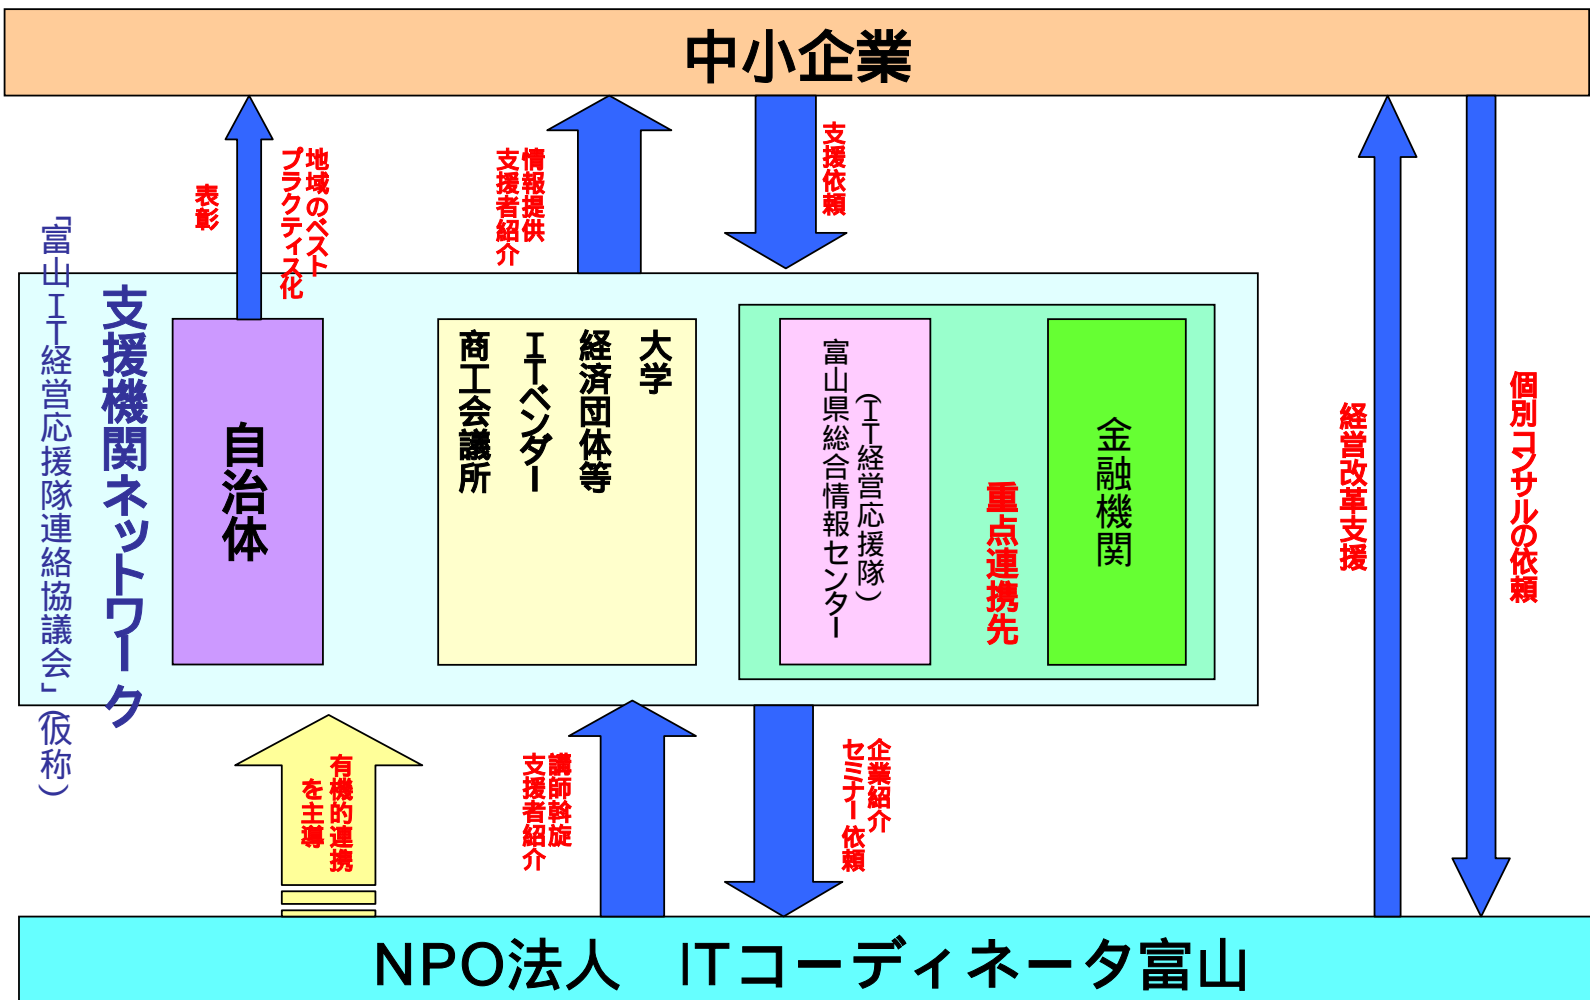 中小企業
表彰
地域のベスト
プラクティス化
情報提供
支援者紹介
支援依頼
「富山ＩＴ経営応援隊連絡協議会」(仮称)
支援機関ネットワーク
自治体
大学
経済団体等
ＩＴベンダー
商工会議所
富山県総合情報センター
(ＩＴ経営応援隊)
重点連携先
金融機関
経営改革支援
個別コンサルの依頼
有機的連携
を主導
講師斡旋
支援者紹介
企業紹介
セミナー依頼
NPO法人　ITコーディネータ富山